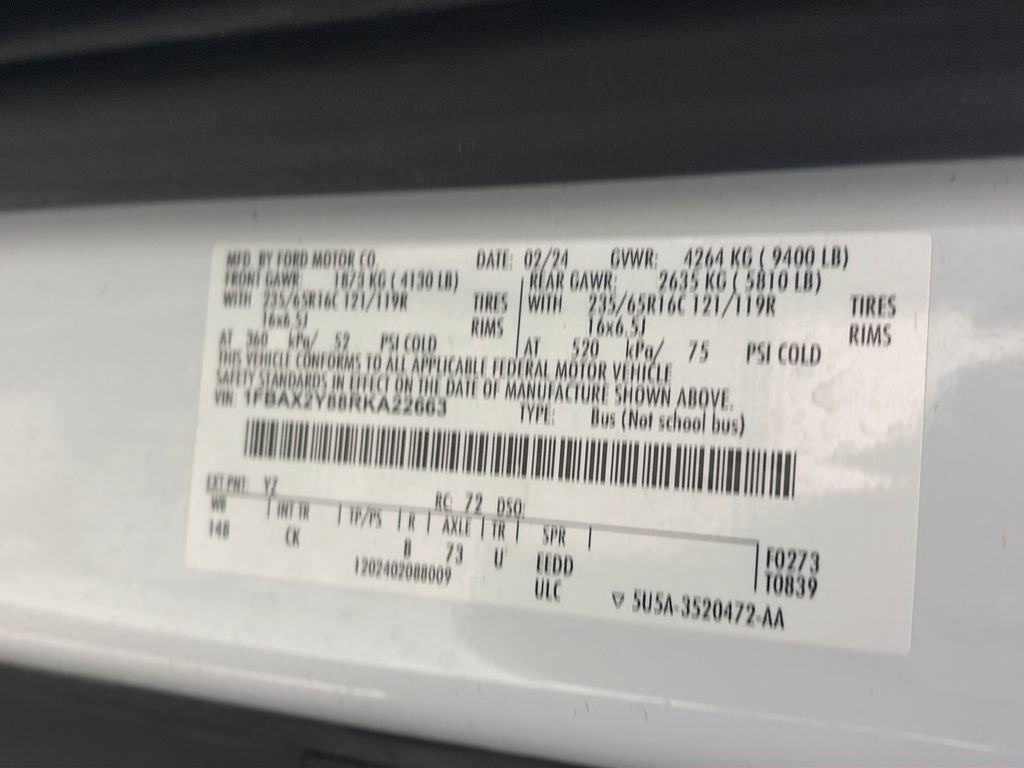 MFD. BY FORD MOTOR CO. DATE: 02/24 GVWR: 4264 KG ( 9400 LB)
FRONT GAWR: 1873 KG ( 4130 LB) REAR GAWR: 2635 KG ( 5810 LB)
WITH 235/65R16C 121/119R TIRES WITH 235/65R16C 121/119R TIRES
16x6.5J RIMS 16x6.5J RIMS
AT 360 kPa/ 52 PSI COLD AT 520 kPa/ 75 PSI COLD
THIS VEHICLE CONFORMS TO ALL APPLICABLE FEDERAL MOTOR VEHICLE
SAFETY STANDARDS IN EFFECT ON THE DATE OF MANUFACTURE SHOWN ABOVE.
VIN: 1FBAX2Y88RKA22663 TYPE: Bus (Not school bus)
EXT PNT: YZ RC: 72 DSO:
WB INT TR TP/PS R AXLE TR SPR F0273
148 CK B 73 U EEDD T0839
1202402088009 ULC ▽ 5U5A-3520472-AA